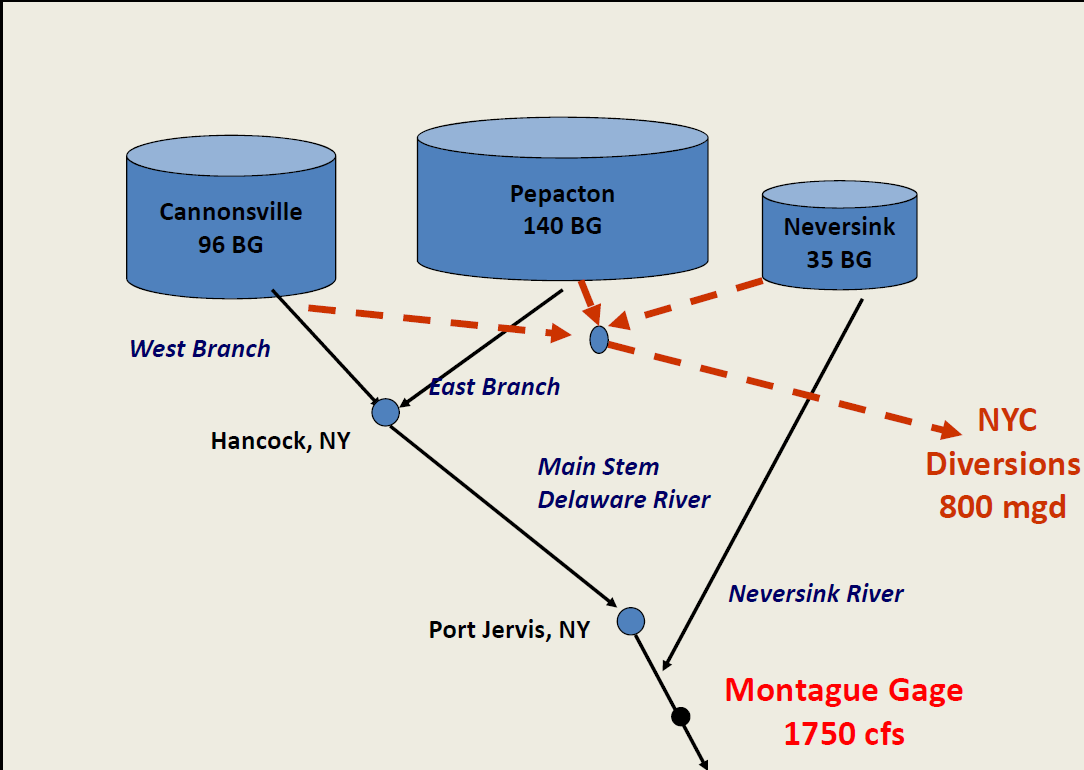 Cannonsville
96 BG
Pepacton
140 BG
Neversink
35 BG
West Branch
East Branch
Hancock, NY
NYC
Diversions
800 mgd
Main Stem
Delaware River
Neversink River
Port Jervis, NY
Montague Gage
1750 cfs